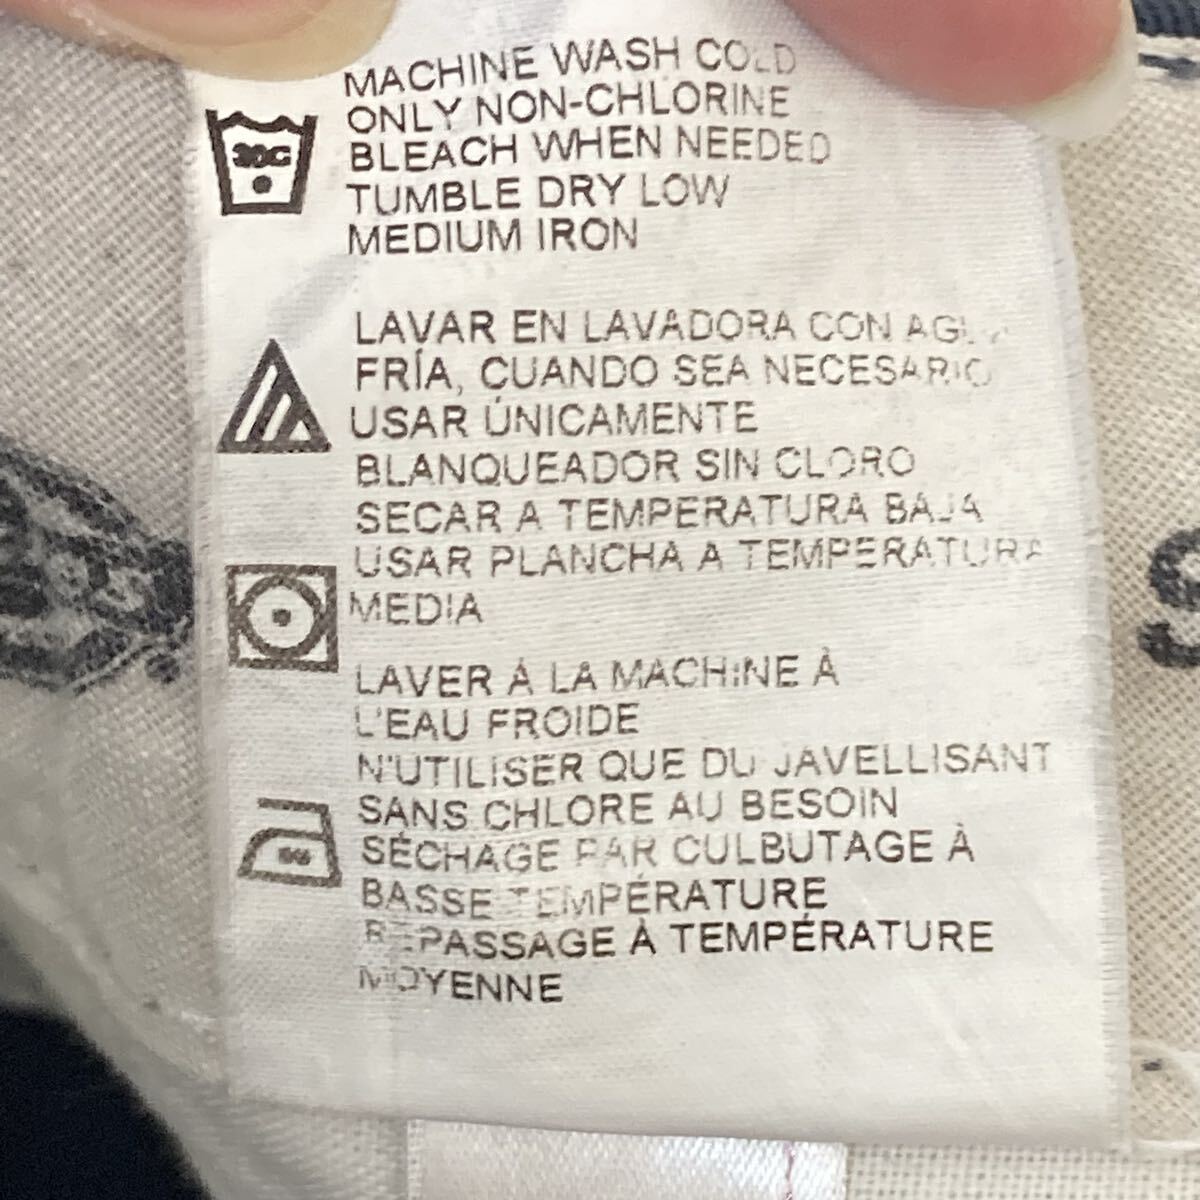 MACHINE WASH COLD
ONLY NON-CHLORINE
BLEACH WHEN NEEDED
TUMBLE DRY LOW
MEDIUM IRON
30C
LAVAR EN LAVADORA CON AGUA
FRÍA, CUANDO SEA NECESARIO
USAR ÚNICAMENTE
BLANQUEADOR SIN CLORO
SECAR A TEMPERATURA BAJA
USAR PLANCHA A TEMPERATURA
MEDIA
LAVER À LA MACHINE À
L'EAU FROIDE
N'UTILISER QUE DU JAVELLISANT
SANS CHLORE AU BESOIN
SÉCHAGE PAR CULBUTAGE À
BASSE TEMPÉRATURE
REPASSAGE À TEMPÉRATURE
MOYENNE
S